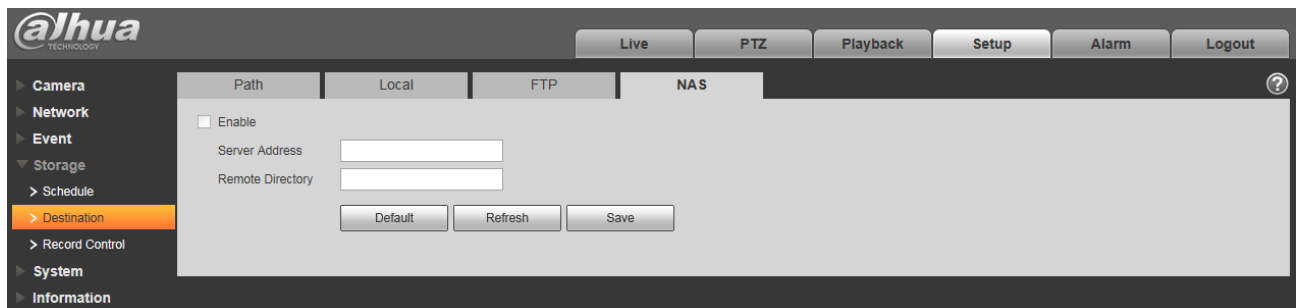 alhua
TECHNOLOGY
Live PTZ Playback Setup Alarm Logout
Camera
Network
Event
Storage
> Schedule
> Destination
> Record Control
System
Information
Path Local FTP NAS ?
Enable
Server Address
Remote Directory
Default Refresh Save